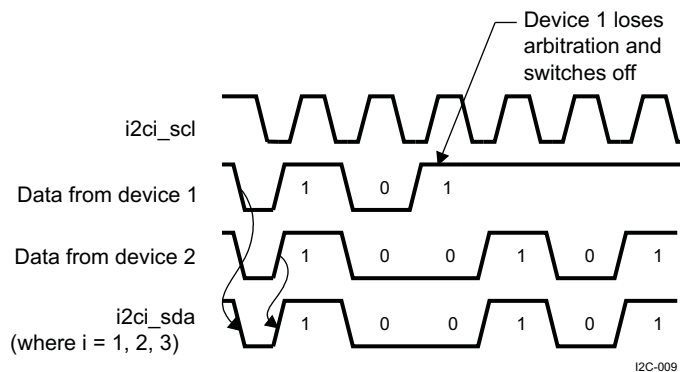 Device 1 loses
arbitration and
switches off
i2ci_scl
Data from device 1
1 0 1
Data from device 2
1 0 0 1 0 1
i2ci_sda
(where i = 1, 2, 3)
1 0 0 1 0 1
I2C-009